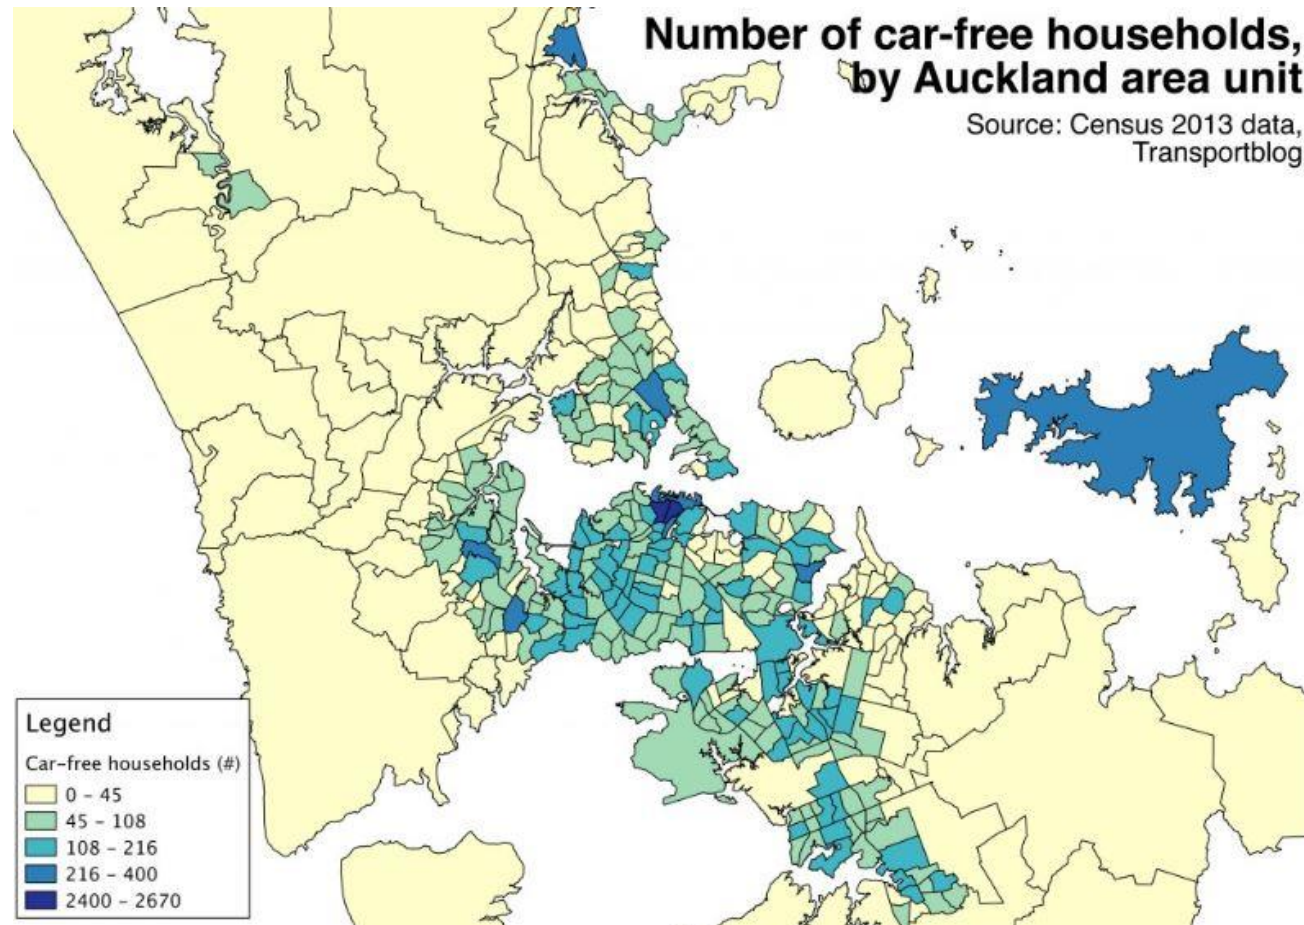 Number of car-free households,
by Auckland area unit
Source: Census 2013 data,
Transportblog
Legend
Car-free households (#)
0 – 45
45 – 108
108 – 216
216 – 400
2400 – 2670